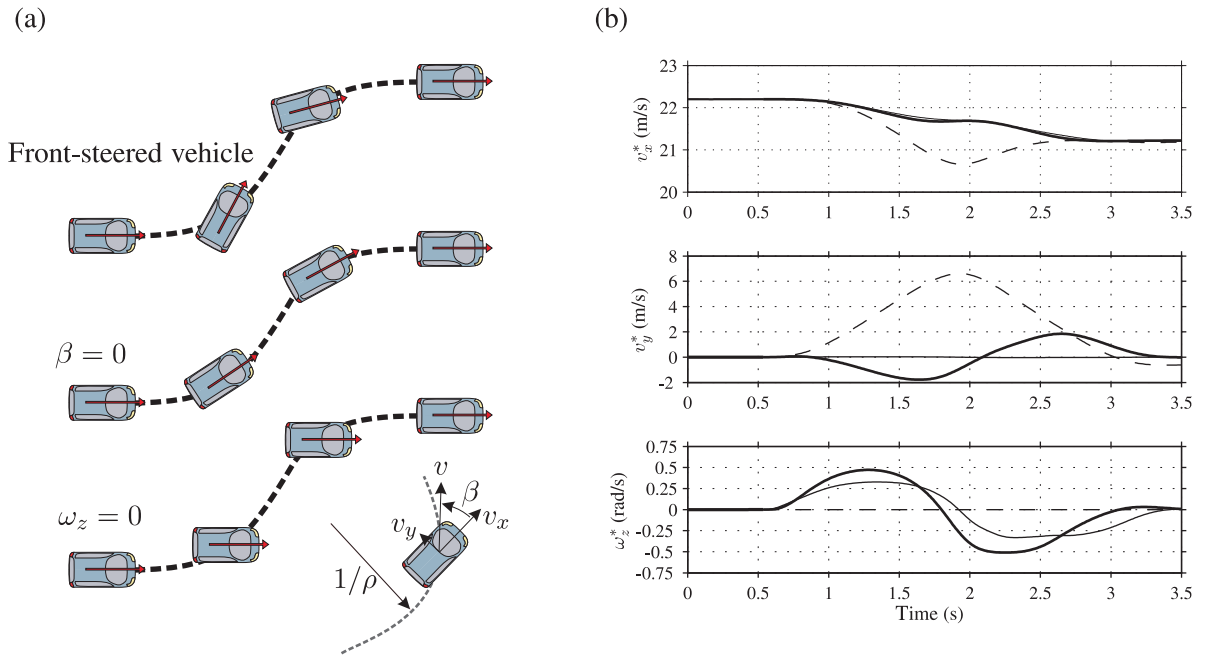 (a)
Front-steered vehicle
β = 0
ω_z = 0
v
β
v_x
v_y
1/ρ
(b)
23
22
21
20
v_x^* (m/s)
0 0.5 1 1.5 2 2.5 3 3.5
8
6
4
2
0
-2
v_y^* (m/s)
0 0.5 1 1.5 2 2.5 3 3.5
0.75
0.5
0.25
0
-0.25
-0.5
-0.75
ω_z^* (rad/s)
0 0.5 1 1.5 2 2.5 3 3.5
Time (s)